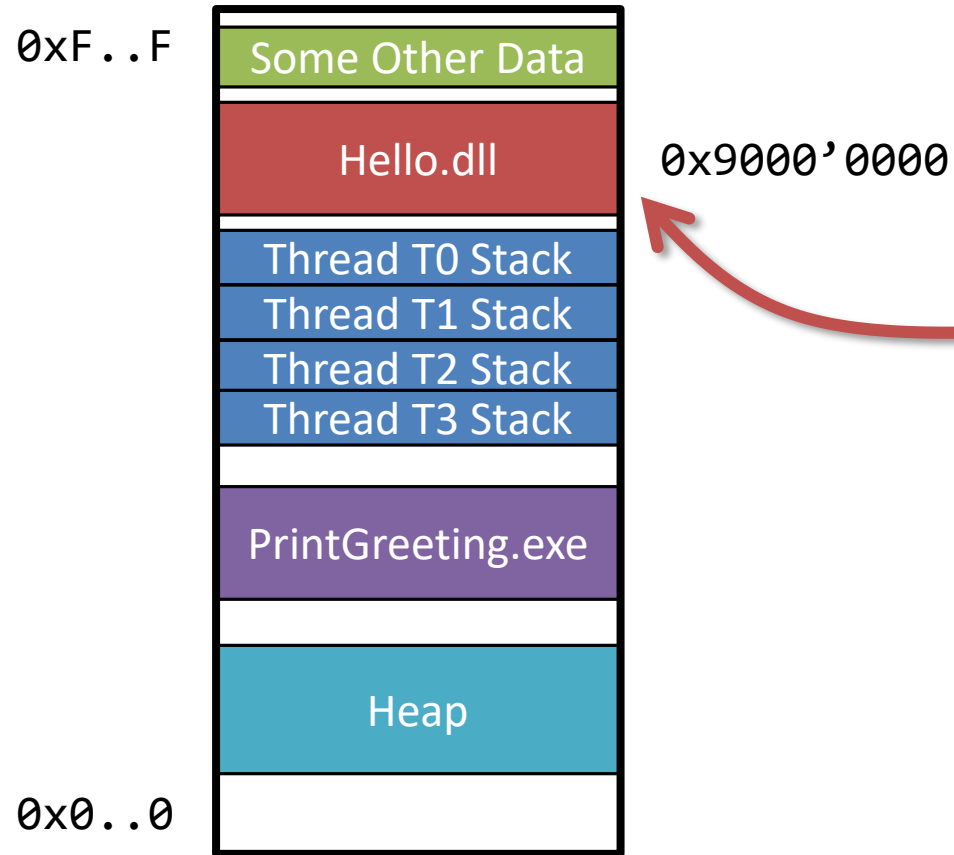 0xF..F
Some Other Data
Hello.dll
0x9000’0000
Thread T0 Stack
Thread T1 Stack
Thread T2 Stack
Thread T3 Stack
PrintGreeting.exe
Heap
0x0..0